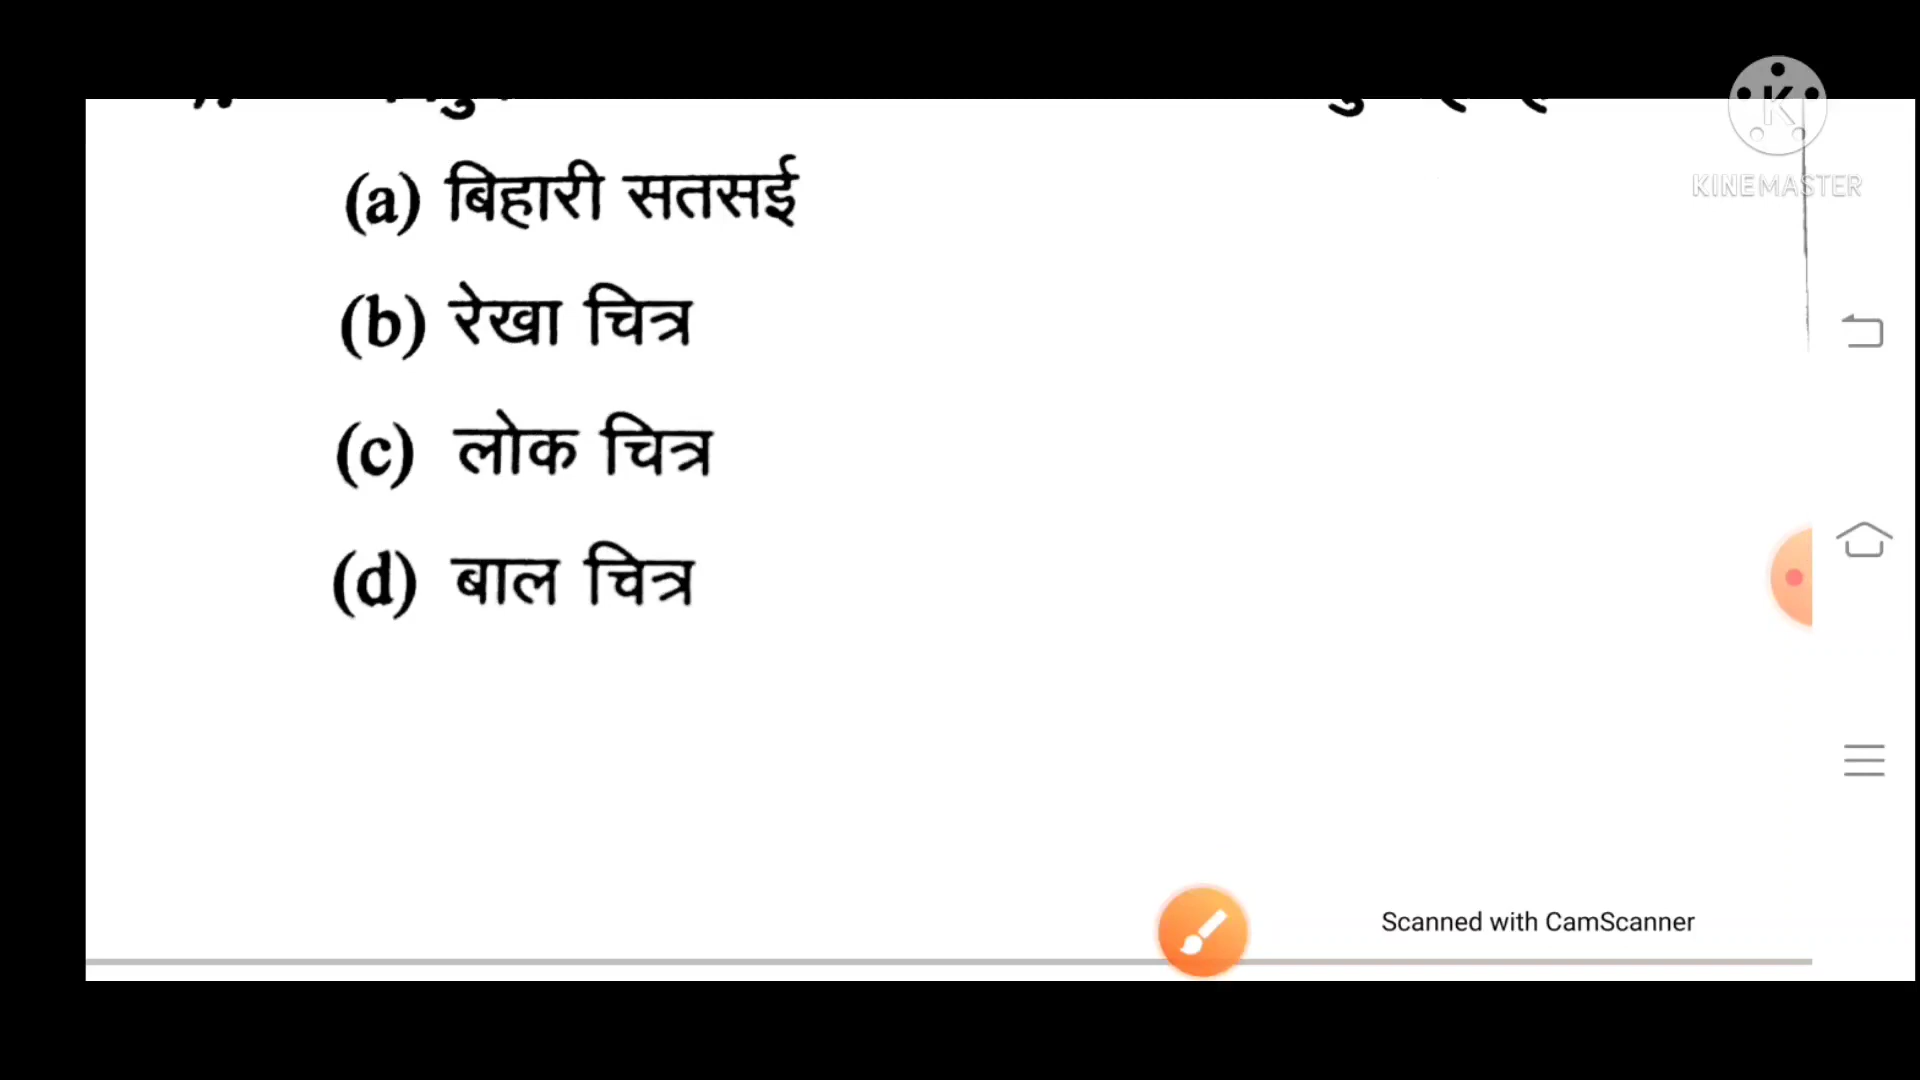 KINEMASTER
(a) बिहारी सतसई
(b) रेखा चित्र
(c) लोक चित्र
(d) बाल चित्र
Scanned with CamScanner